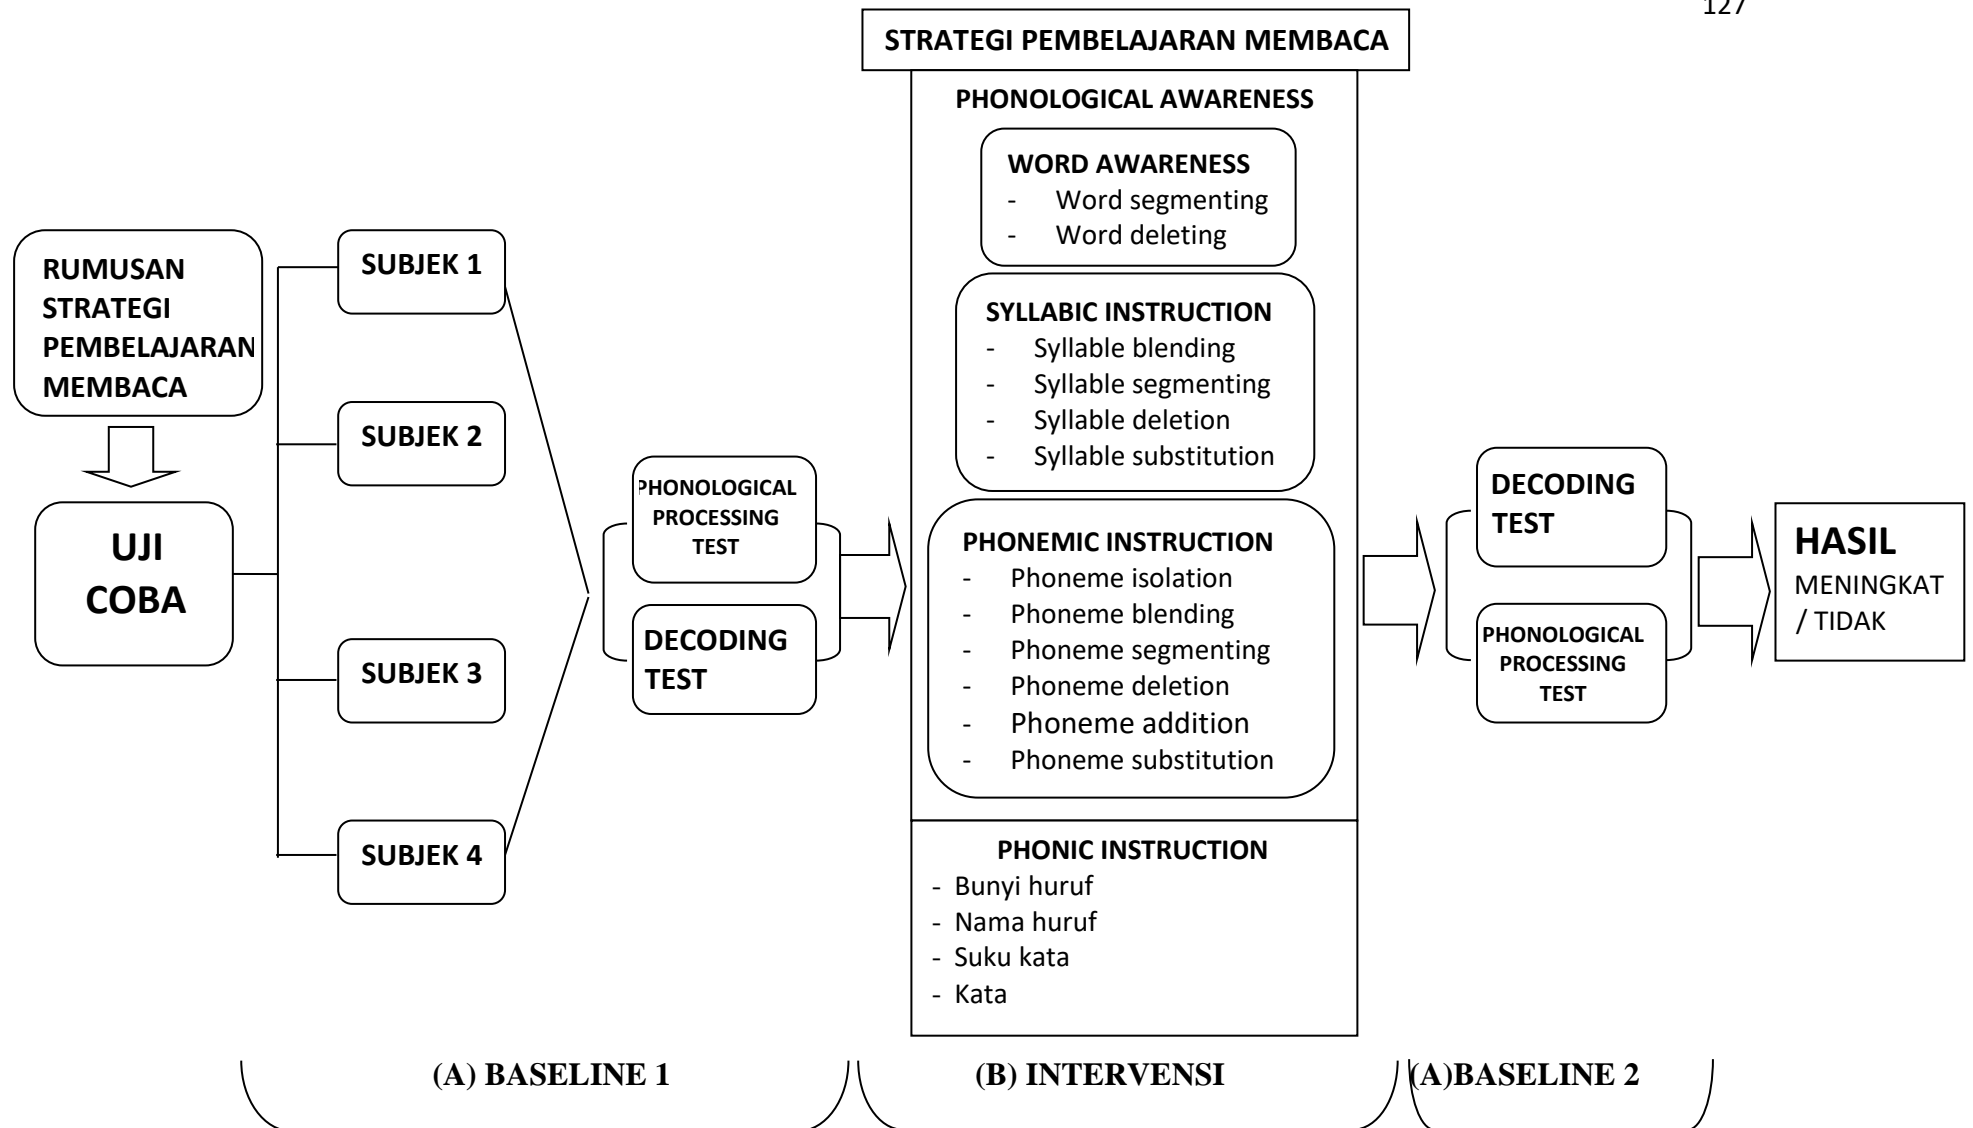 127
RUMUSAN
STRATEGI
PEMBELAJARAN
MEMBACA
UJI
COBA
SUBJEK 1
SUBJEK 2
SUBJEK 3
SUBJEK 4
PHONOLOGICAL
PROCESSING
TEST
DECODING
TEST
STRATEGI PEMBELAJARAN MEMBACA
PHONOLOGICAL AWARENESS
WORD AWARENESS
- Word segmenting
- Word deleting
SYLLABIC INSTRUCTION
- Syllable blending
- Syllable segmenting
- Syllable deletion
- Syllable substitution
PHONEMIC INSTRUCTION
- Phoneme isolation
- Phoneme blending
- Phoneme segmenting
- Phoneme deletion
- Phoneme addition
- Phoneme substitution
PHONIC INSTRUCTION
- Bunyi huruf
- Nama huruf
- Suku kata
- Kata
DECODING
TEST
PHONOLOGICAL
PROCESSING
TEST
HASIL
MENINGKAT
/ TIDAK
(A) BASELINE 1
(B) INTERVENSI
(A)BASELINE 2